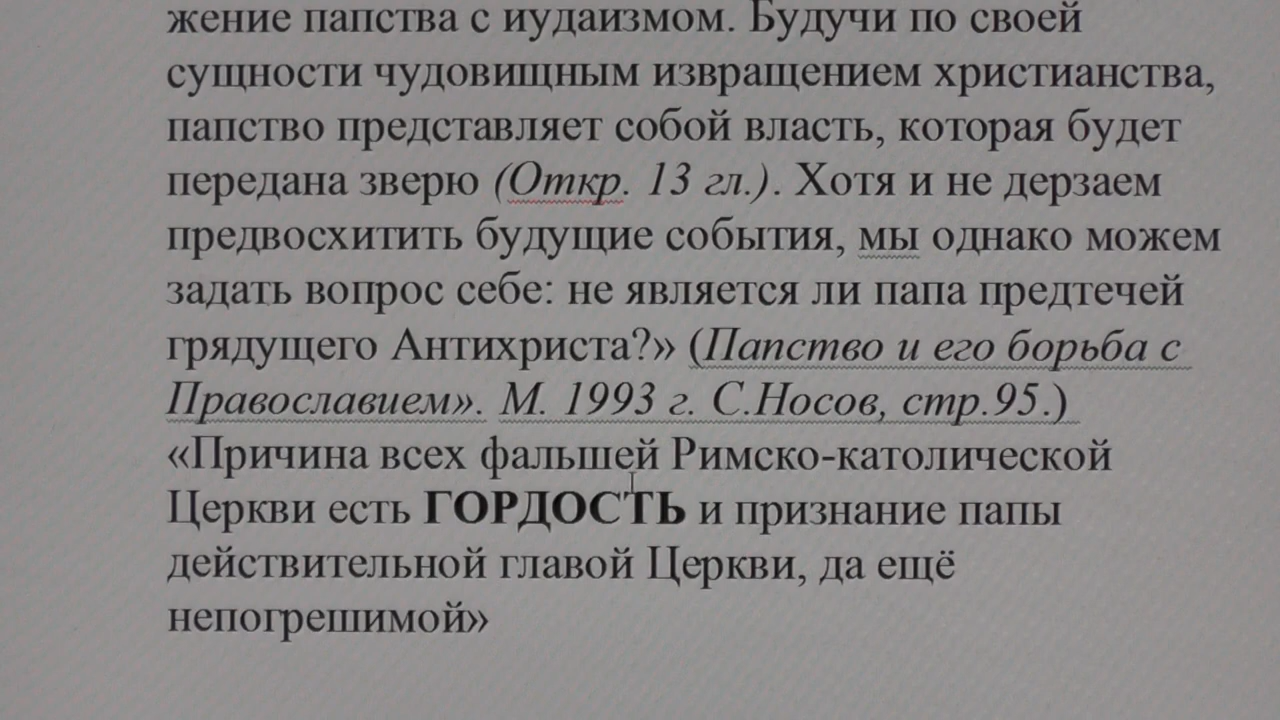 жение папства с иудаизмом. Будучи по своей
сущности чудовищным извращением христианства,
папство представляет собой власть, которая будет
передана зверю (Откр. 13 гл.). Хотя и не дерзаем
предвосхитить будущие события, мы однако можем
задать вопрос себе: не является ли папа предтечей
грядущего Антихриста?» (Папство и его борьба с
Православием». М. 1993 г. С.Носов, стр.95.)
«Причина всех фальшей Римско-католической
Церкви есть ГОРДОСТЬ и признание папы
действительной главой Церкви, да ещё
непогрешимой»